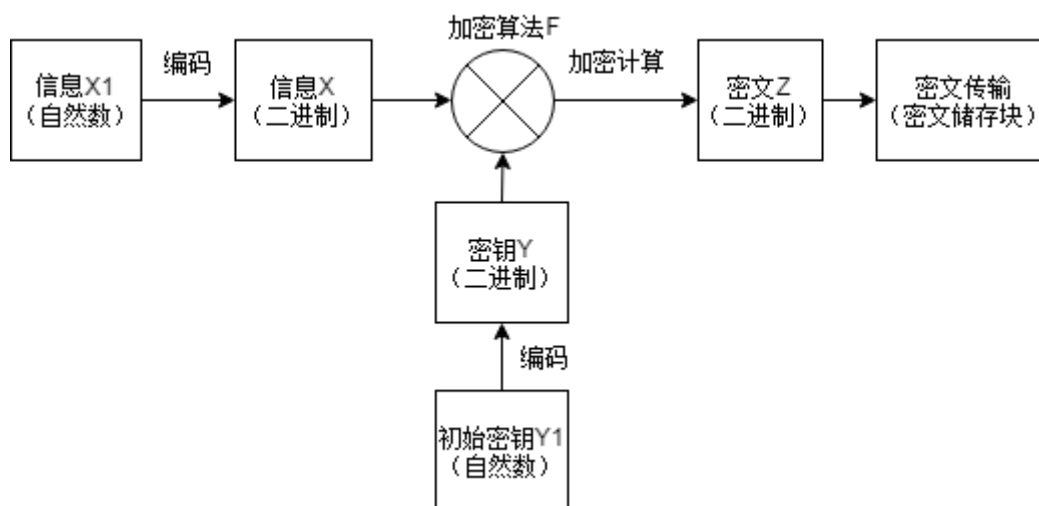 加密算法F
信息X1
（自然数）
编码
信息X
（二进制）
加密计算
密文Z
（二进制）
密文传输
（密文储存块）
密钥Y
（二进制）
编码
初始密钥Y1
（自然数）